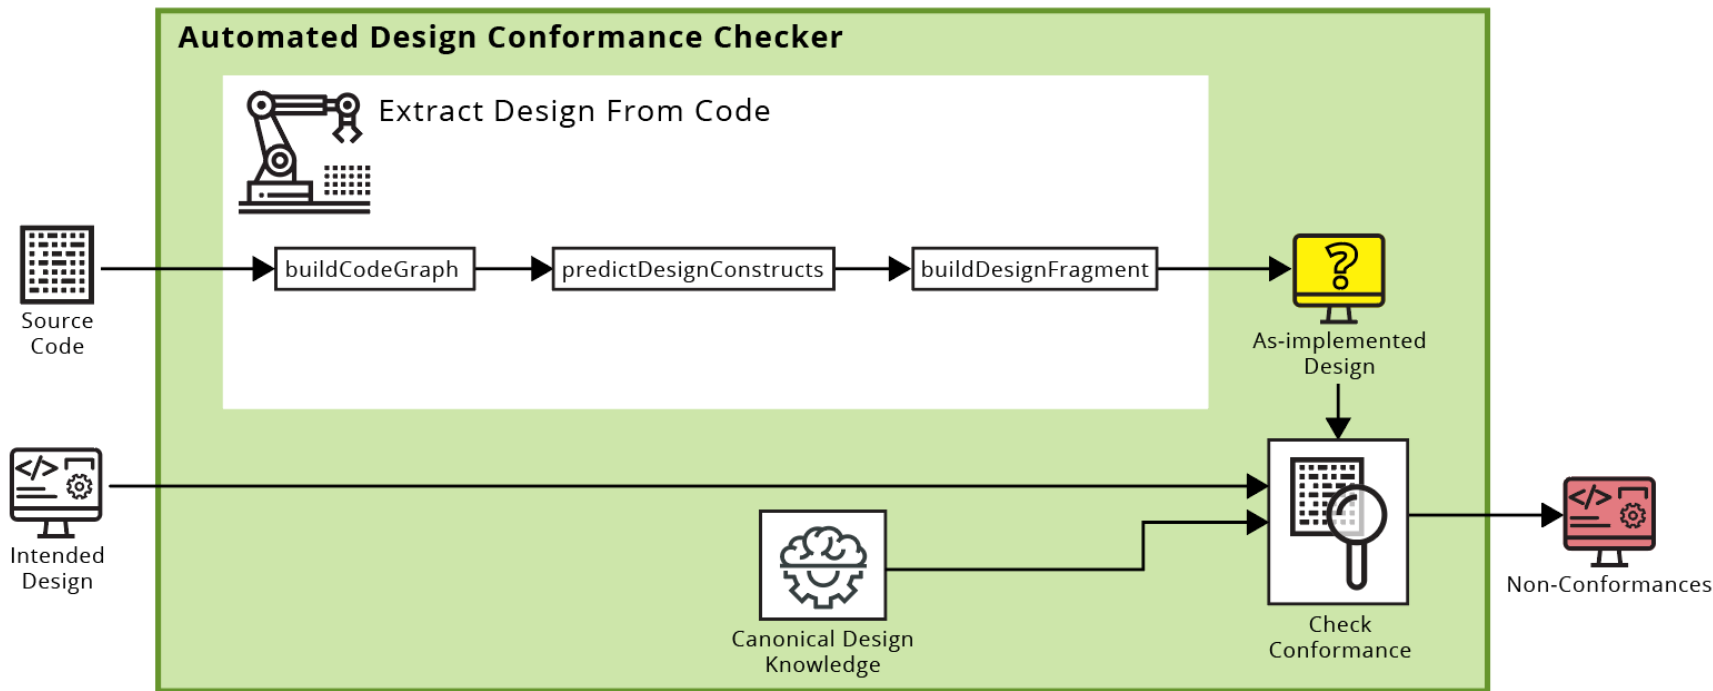 Automated Design Conformance Checker
Extract Design From Code
buildCodeGraph
predictDesignConstructs
buildDesignFragment
?
Source
Code
As-implemented
Design
</>
Intended
Design
Canonical Design
Knowledge
Check
Conformance
</>
Non-Conformances